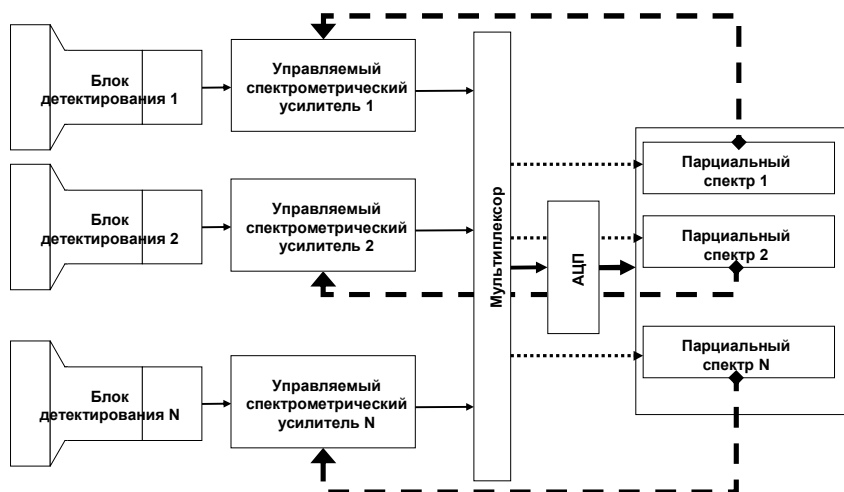 Блок
детектирования 1
Управляемый
спектрометрический
усилитель 1
Парциальный
спектр 1
Блок
детектирования 2
Управляемый
спектрометрический
усилитель 2
Мультиплексор
АЦП
Парциальный
спектр 2
Блок
детектирования N
Управляемый
спектрометрический
усилитель N
Парциальный
спектр N